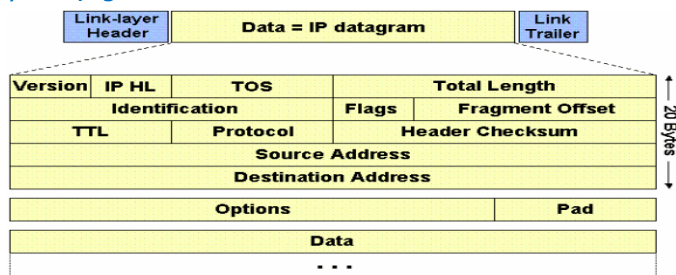 Link-layer Header Data = IP datagram Link Trailer
Version IP HL TOS Total Length
Identification Flags Fragment Offset
TTL Protocol Header Checksum
Source Address
Destination Address
20 Bytes
Options Pad
Data
...